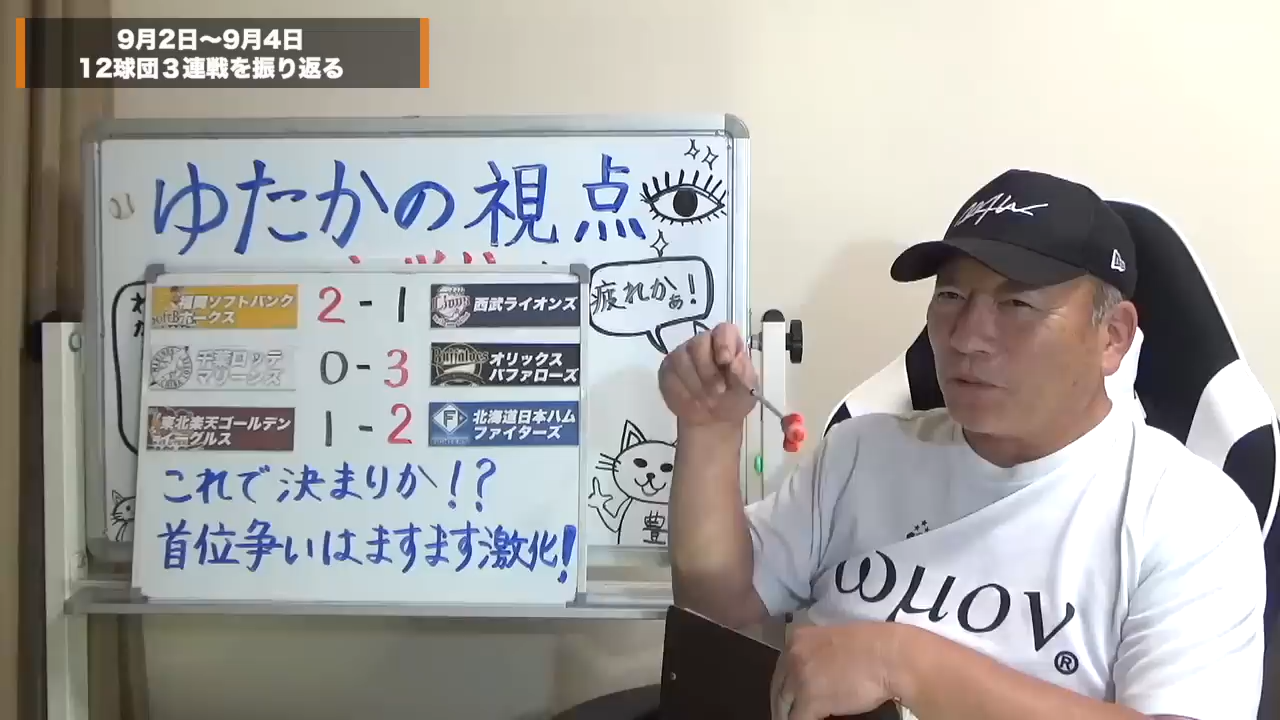 9月2日～9月4日
12球団３連戦を振り返る
ゆたかの視点
疲れかぁ!
福岡ソフトバンク
ホークス
2-1
Lions
西武ライオンズ
千葉ロッテ
マリーンズ
0-3
Buffaloes
オリックス
バファローズ
東北楽天ゴールデン
イーグルス
1-2
F
北海道日本ハム
ファイターズ
これで決まりか!?
首位争いはますます激化!
豊
ωμον®